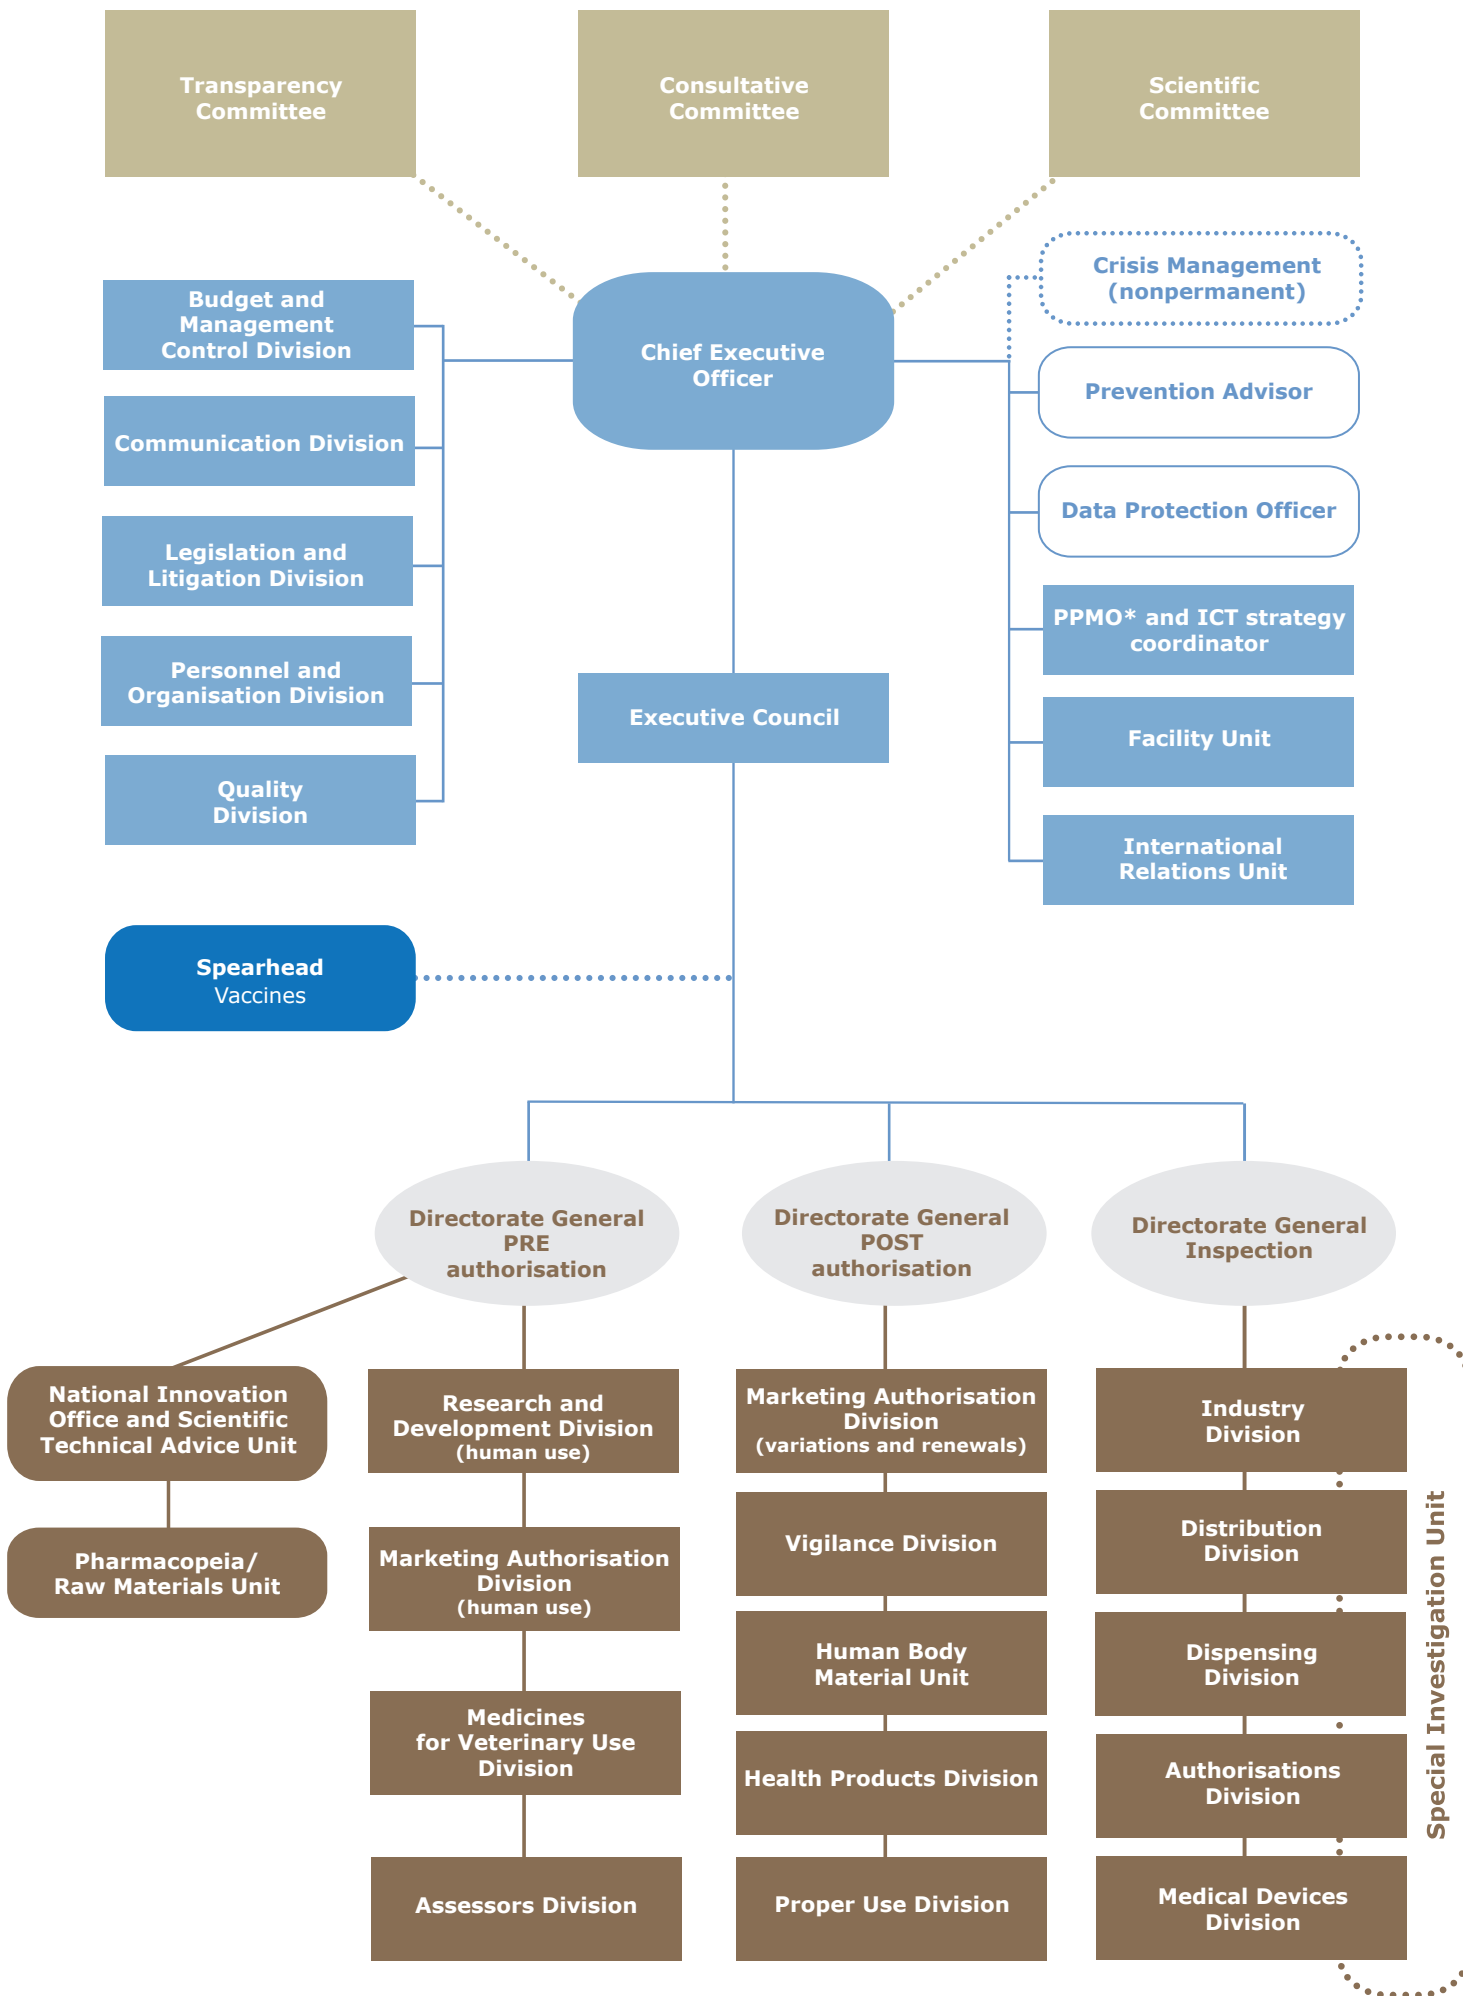 Transparency
Committee
Consultative
Committee
Scientific
Committee
Budget and
Management
Control Division
Communication Division
Legislation and
Litigation Division
Personnel and
Organisation Division
Quality
Division
Chief Executive
Officer
Executive Council
Crisis Management
(nonpermanent)
Prevention Advisor
Data Protection Officer
PPMO* and ICT strategy
coordinator
Facility Unit
International
Relations Unit
Spearhead
Vaccines
Directorate General
PRE
authorisation
Directorate General
POST
authorisation
Directorate General
Inspection
National Innovation
Office and Scientific
Technical Advice Unit
Pharmacopeia/
Raw Materials Unit
Research and
Development Division
(human use)
Marketing Authorisation
Division
(human use)
Medicines
for Veterinary Use
Division
Assessors Division
Marketing Authorisation
Division
(variations and renewals)
Vigilance Division
Human Body
Material Unit
Health Products Division
Proper Use Division
Industry
Division
Distribution
Division
Dispensing
Division
Authorisations
Division
Medical Devices
Division
Special Investigation Unit